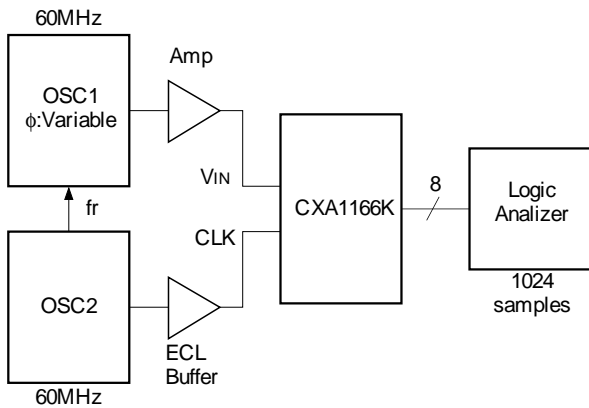 60MHz
OSC1
ϕ:Variable
Amp
fr
OSC2
60MHz
ECL
Buffer
VIN
CLK
CXA1166K
8
Logic
Analizer
1024
samples